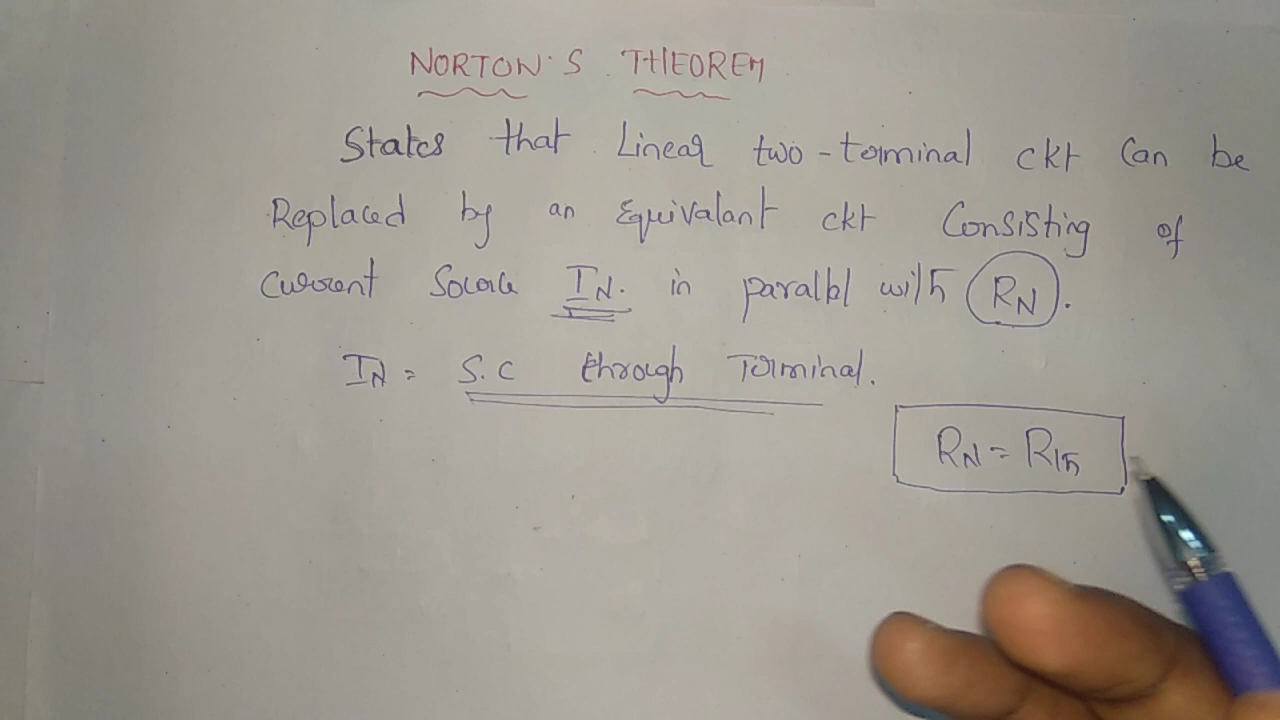 NORTON'S THEOREM
States that Linear two-terminal ckt Can be
Replaced by an Equivalant ckt Consisting of
current Source IN. in parallel with RN.
IN = S.C through Terminal.
RN = Rth